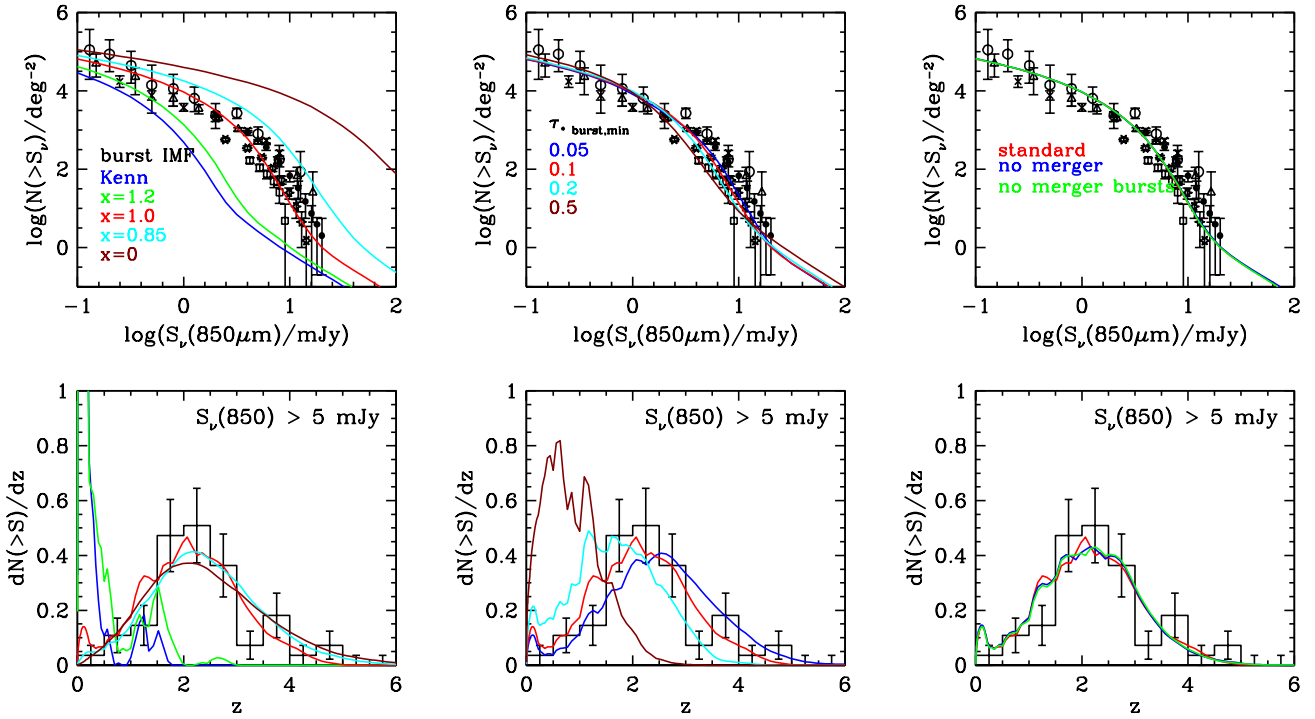 6
4
2
0
log(N(>Sν)/deg⁻²)
burst IMF
Kenn
x=1.2
x=1.0
x=0.85
x=0
−1
0
1
2
log(Sν(850μm)/mJy)
6
4
2
0
log(N(>Sν)/deg⁻²)
τ* burst,min
0.05
0.1
0.2
0.5
−1
0
1
2
log(Sν(850μm)/mJy)
6
4
2
0
log(N(>Sν)/deg⁻²)
standard
no merger
no merger bursts
−1
0
1
2
log(Sν(850μm)/mJy)
1
0.8
0.6
0.4
0.2
0
dN(>S)/dz
Sν(850) > 5 mJy
0
2
4
6
z
1
0.8
0.6
0.4
0.2
0
dN(>S)/dz
Sν(850) > 5 mJy
0
2
4
6
z
1
0.8
0.6
0.4
0.2
0
dN(>S)/dz
Sν(850) > 5 mJy
0
2
4
6
z